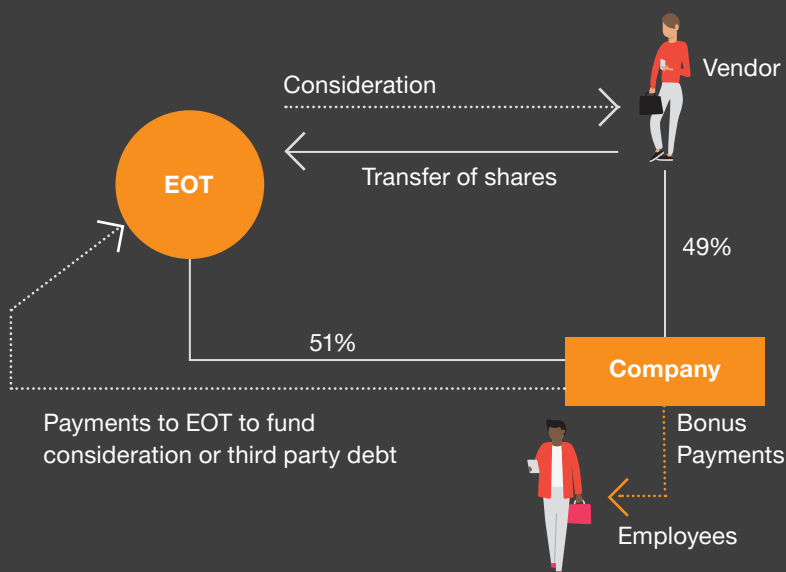 Consideration
Vendor
EOT
Transfer of shares
49%
51%
Company
Payments to EOT to fund
consideration or third party debt
Bonus
Payments
Employees